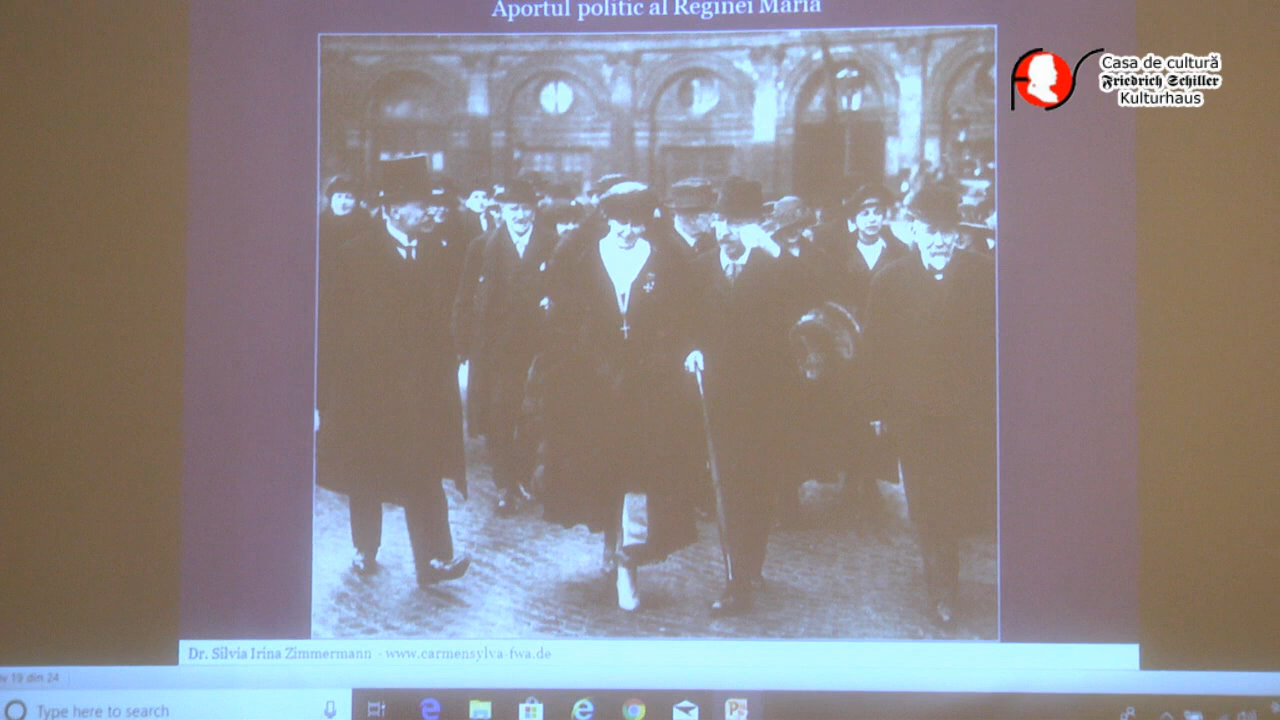 Aportul politic al Reginei Maria
Casa de cultură
Friedrich Schiller
Kulturhaus
Dr. Silvia Irina Zimmermann - www.carmensylva-fwa.de
19 din 24
Type here to search